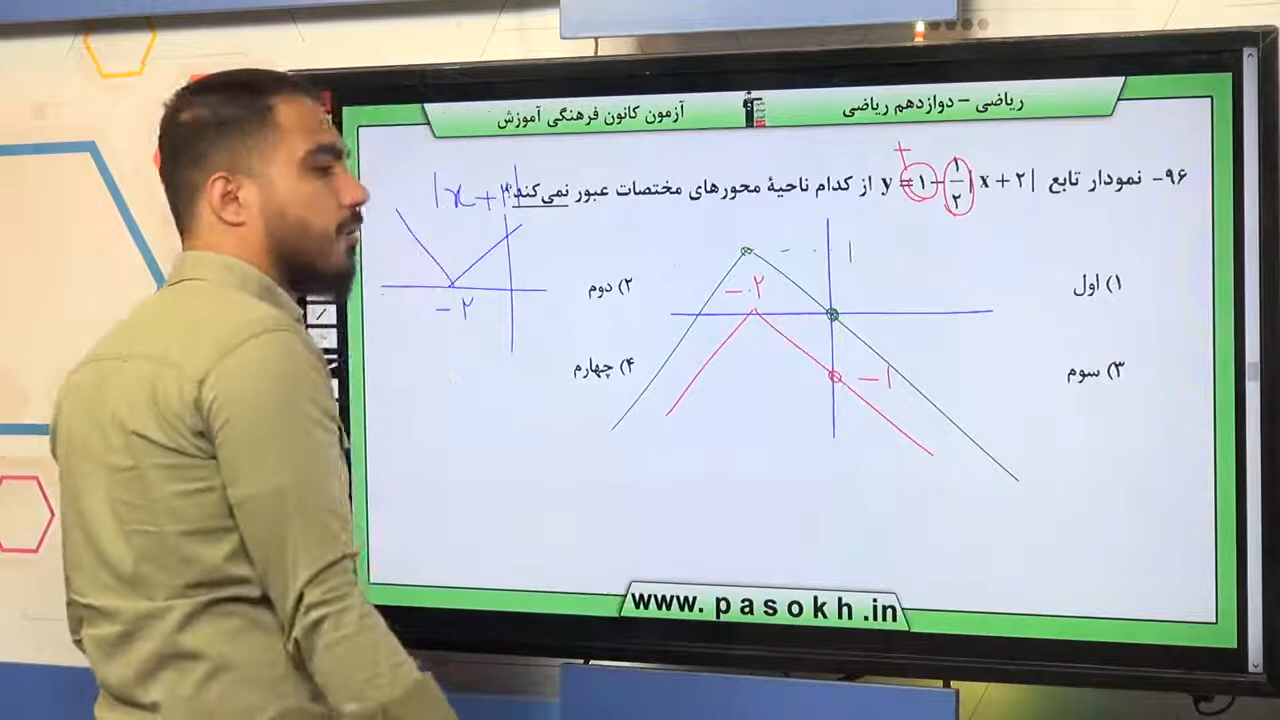 ریاضی – دوازدهم ریاضی
آزمون کانون فرهنگی آموزش
۹۶- نمودار تابع y = ۱ - ۱/۲ | x + ۲ | از کدام ناحیهٔ محورهای مختصات عبور نمی‌کند؟
+
|x+۲|
۱) اول
۲) دوم
۳) سوم
۴) چهارم
۱
-۲
-۱
-۲
www.pasokh.in